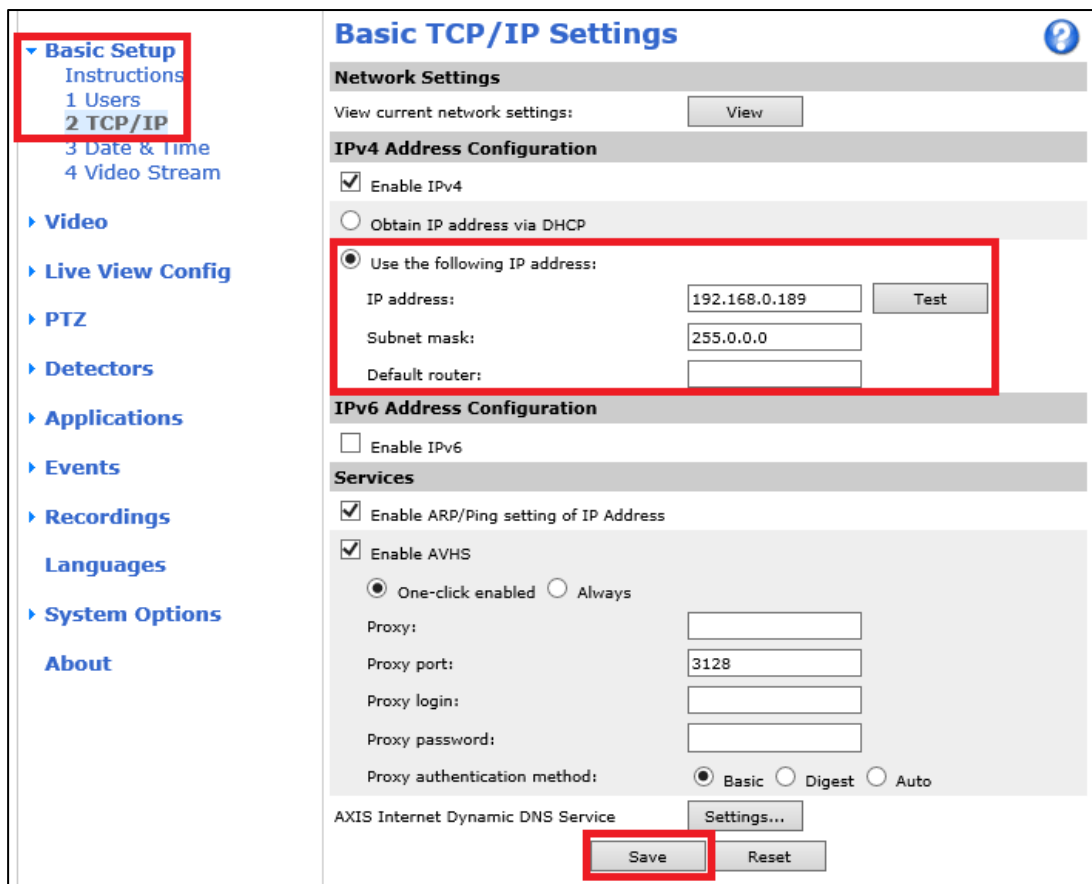 Basic Setup
Instructions
1 Users
2 TCP/IP
3 Date & Time
4 Video Stream
Video
Live View Config
PTZ
Detectors
Applications
Events
Recordings
Languages
System Options
About
Basic TCP/IP Settings
?
Network Settings
View current network settings: View
IPv4 Address Configuration
Enable IPv4
Obtain IP address via DHCP
Use the following IP address:
IP address: 192.168.0.189 Test
Subnet mask: 255.0.0.0
Default router:
IPv6 Address Configuration
Enable IPv6
Services
Enable ARP/Ping setting of IP Address
Enable AVHS
One-click enabled Always
Proxy:
Proxy port: 3128
Proxy login:
Proxy password:
Proxy authentication method: Basic Digest Auto
AXIS Internet Dynamic DNS Service Settings...
Save Reset